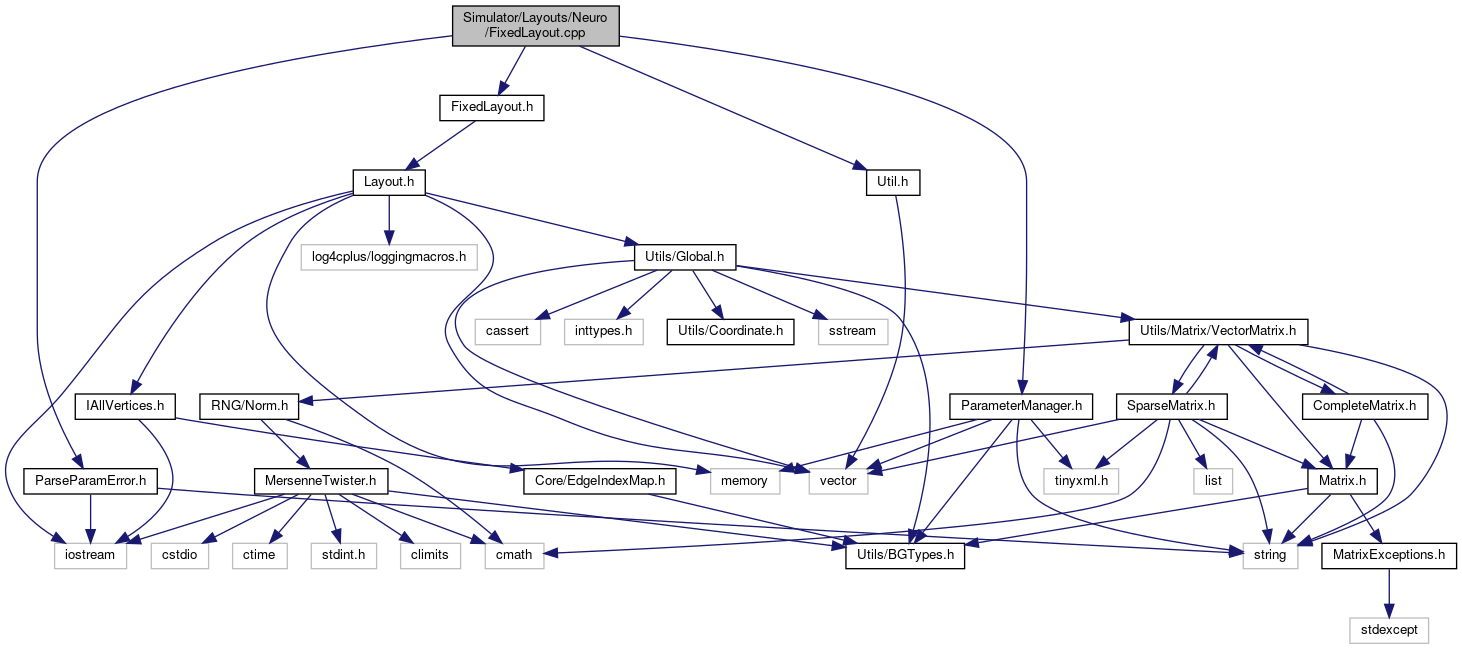 Simulator/Layouts/Neuro
/FixedLayout.cpp
FixedLayout.h
Layout.h
Util.h
log4cplus/loggingmacros.h
Utils/Global.h
cassert
inttypes.h
Utils/Coordinate.h
sstream
Utils/Matrix/VectorMatrix.h
IAllVertices.h
RNG/Norm.h
ParameterManager.h
SparseMatrix.h
CompleteMatrix.h
ParseParamError.h
MersenneTwister.h
Core/EdgeIndexMap.h
memory
vector
tinyxml.h
list
Matrix.h
iostream
cstdio
ctime
stdint.h
climits
cmath
Utils/BGTypes.h
string
MatrixExceptions.h
stdexcept